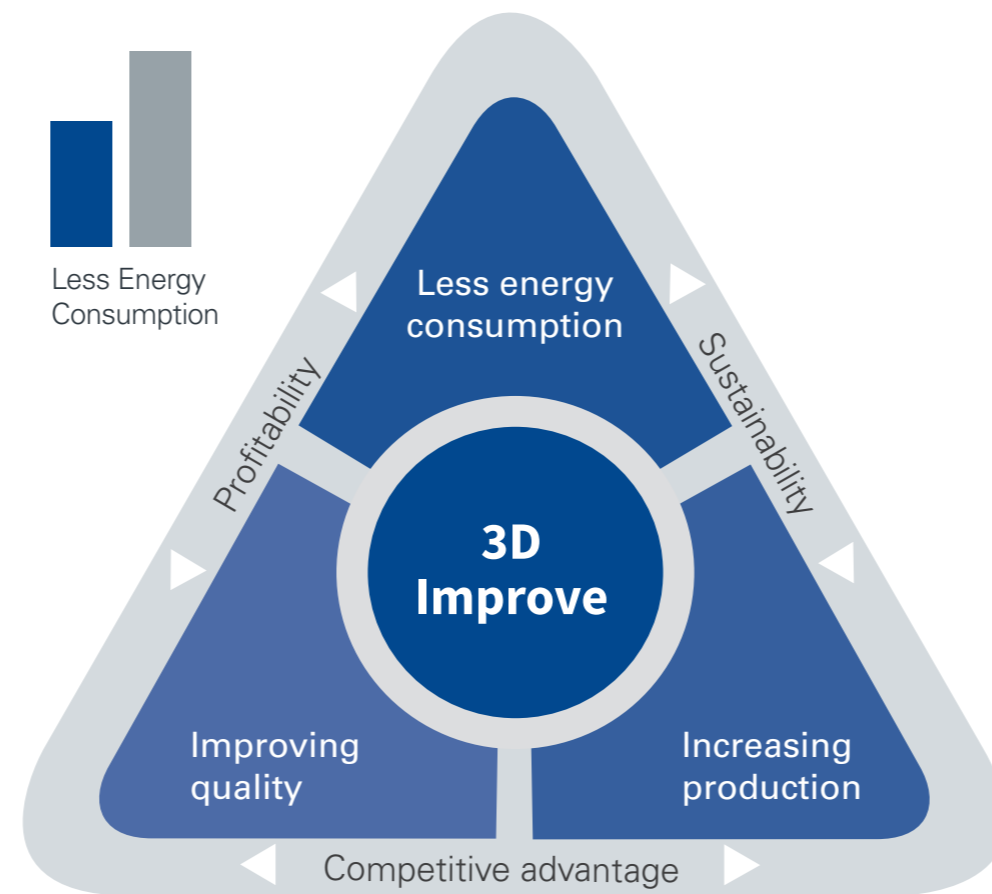 Less Energy
Consumption
Less energy
consumption
Profitability
Sustainability
3D
Improve
Improving
quality
Increasing
production
Competitive advantage